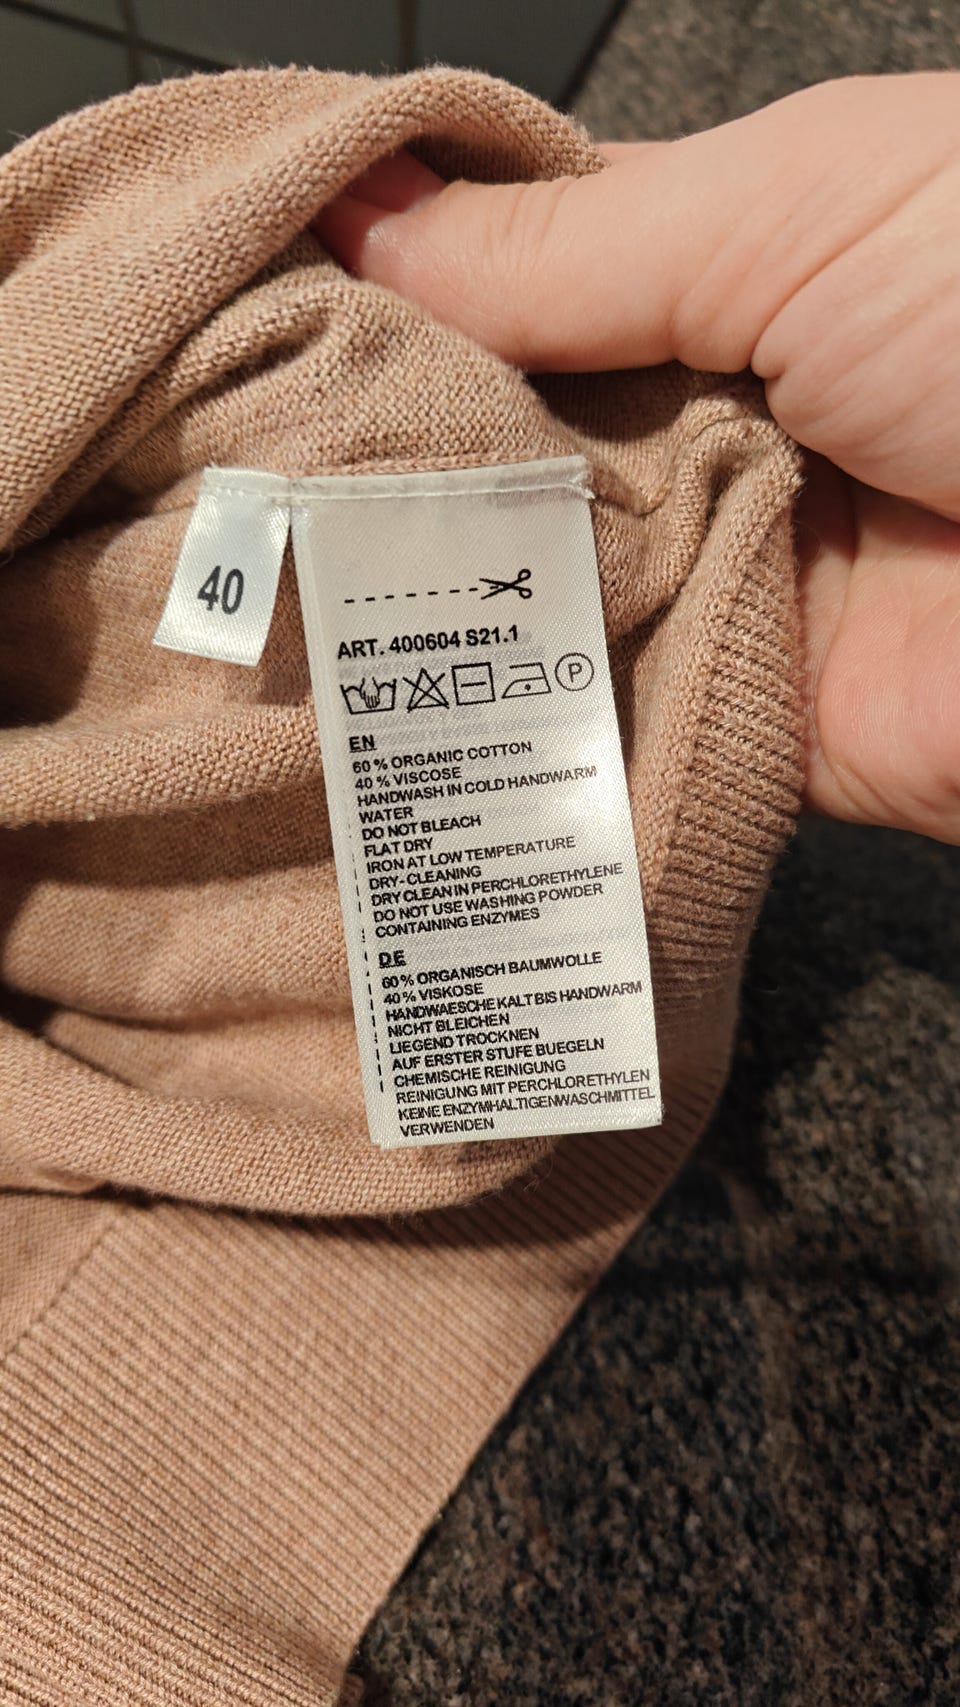 40
ART. 400604 S21.1
P
EN
60 % ORGANIC COTTON
40 % VISCOSE
HANDWASH IN COLD HANDWARM
WATER
DO NOT BLEACH
FLAT DRY
IRON AT LOW TEMPERATURE
DRY-CLEANING
DRY CLEAN IN PERCHLORETHYLENE
DO NOT USE WASHING POWDER
CONTAINING ENZYMES
DE
60 % ORGANISCH BAUMWOLLE
40 % VISKOSE
HANDWAESCHE KALT BIS HANDWARM
NICHT BLEICHEN
LIEGEND TROCKNEN
AUF ERSTER STUFE BUEGELN
CHEMISCHE REINIGUNG
REINIGUNG MIT PERCHLORETHYLEN
KEINE ENZYMHALTIGENWASCHMITTEL
VERWENDEN